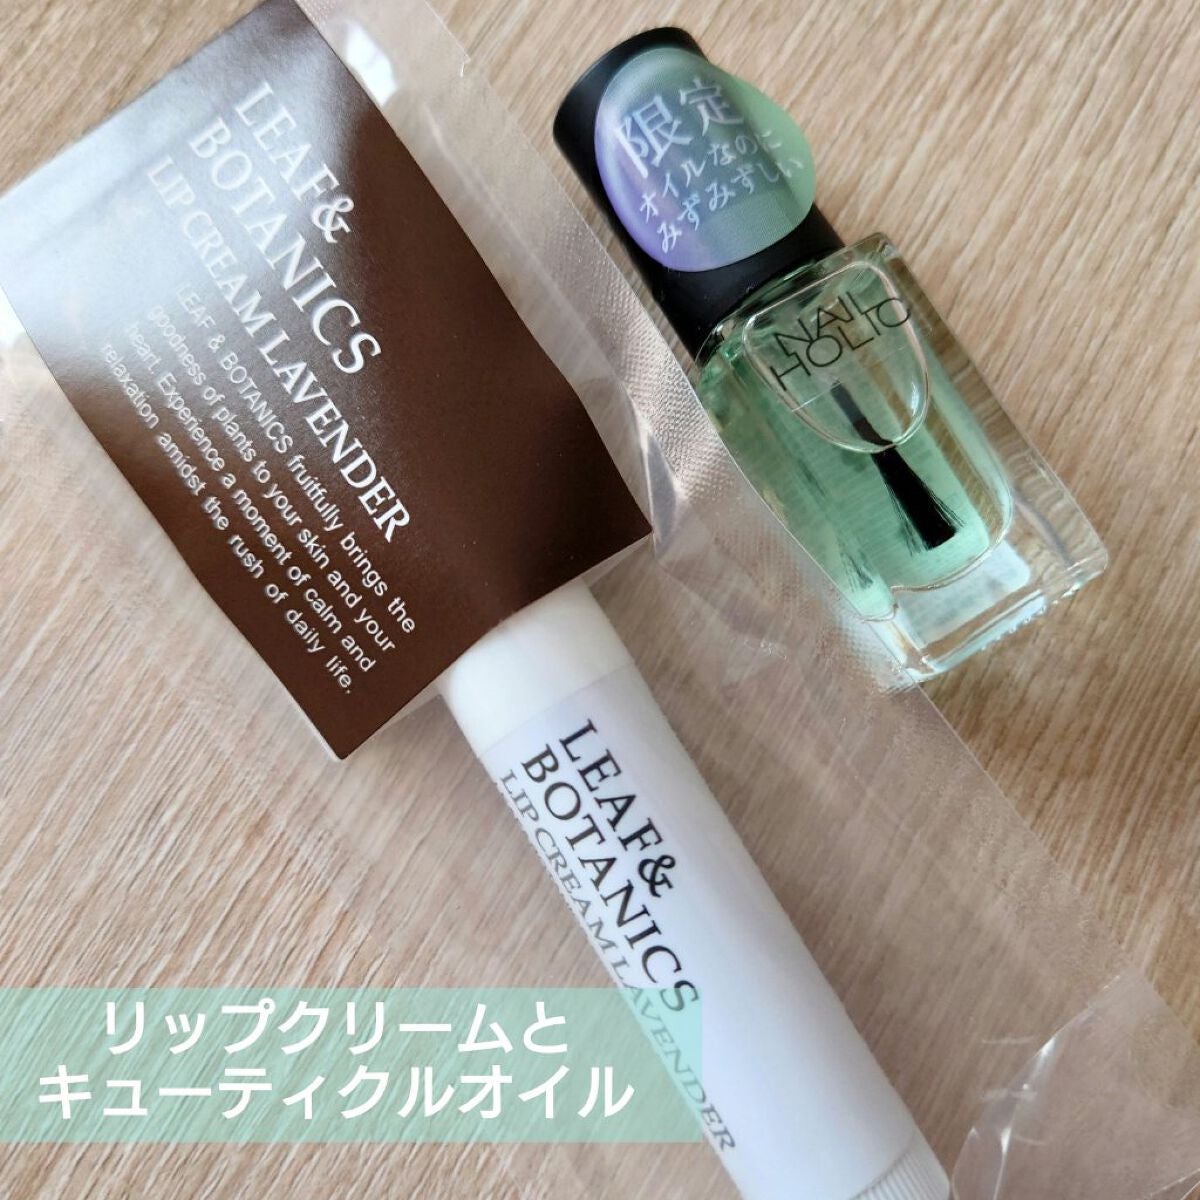 LEAF&
BOTANICS
LIP CREAM LAVENDER
LEAF & BOTANICS fruitfully brings the
goodness of plants to your skin and your
heart. Experience a moment of calm and
relaxation amidst the rush of daily life.
限定
オイルなのに
みずみずしい
NAIL
HOLIC
LEAF&
BOTANICS
LIP CREAM LAVENDER
リップクリームと
キューティクルオイル